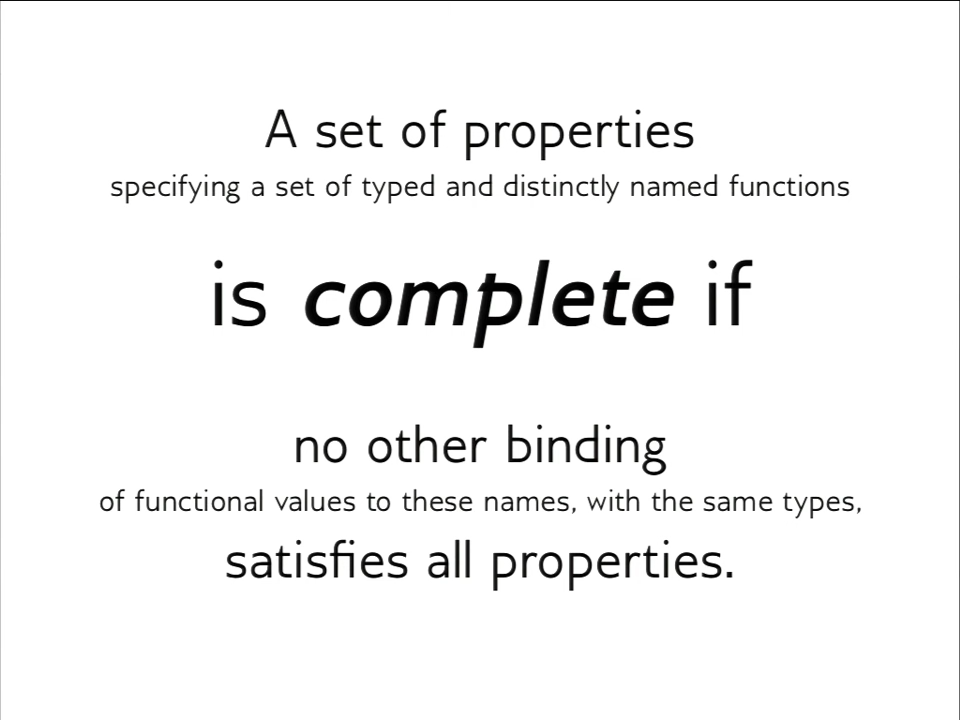 A set of properties
specifying a set of typed and distinctly named functions
is complete if
no other binding
of functional values to these names, with the same types,
satisfies all properties.